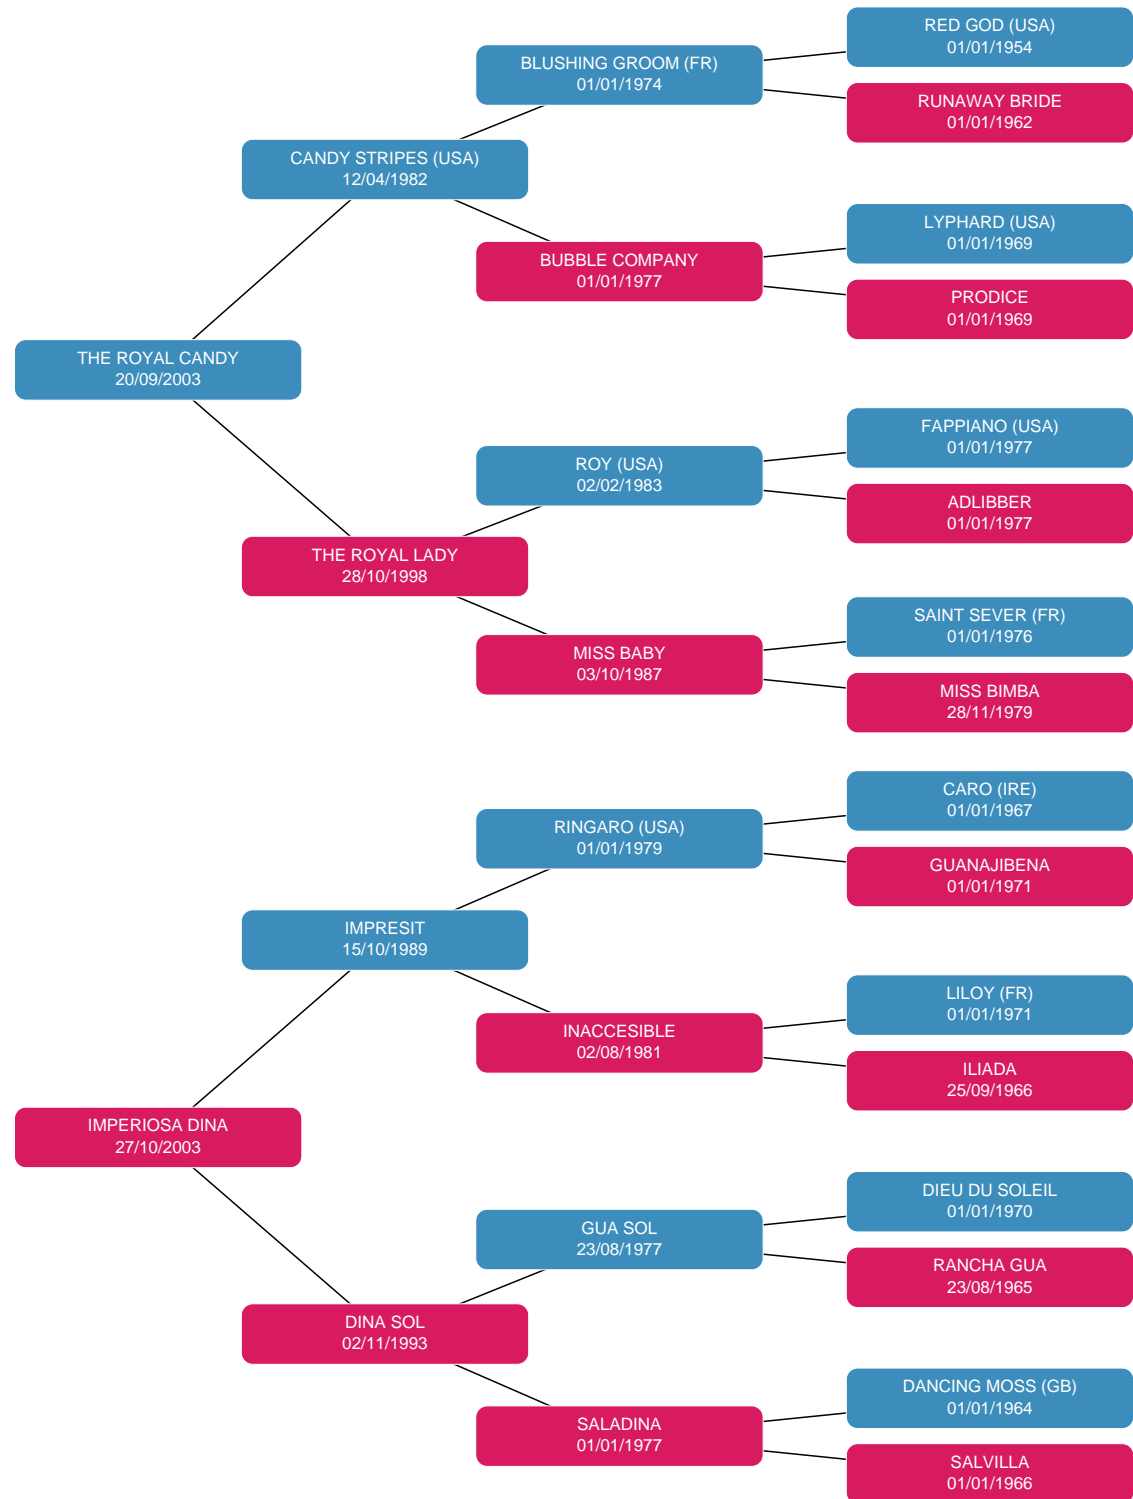 RED GOD (USA)
01/01/1954
BLUSHING GROOM (FR)
01/01/1974
RUNAWAY BRIDE
01/01/1962
CANDY STRIPES (USA)
12/04/1982
LYPHARD (USA)
01/01/1969
BUBBLE COMPANY
01/01/1977
PRODICE
01/01/1969
THE ROYAL CANDY
20/09/2003
FAPPIANO (USA)
01/01/1977
ROY (USA)
02/02/1983
ADLIBBER
01/01/1977
THE ROYAL LADY
28/10/1998
SAINT SEVER (FR)
01/01/1976
MISS BABY
03/10/1987
MISS BIMBA
28/11/1979
CARO (IRE)
01/01/1967
RINGARO (USA)
01/01/1979
GUANAJIBENA
01/01/1971
IMPRESIT
15/10/1989
LILOY (FR)
01/01/1971
INACCESIBLE
02/08/1981
ILIADA
25/09/1966
IMPERIOSA DINA
27/10/2003
DIEU DU SOLEIL
01/01/1970
GUA SOL
23/08/1977
RANCHA GUA
23/08/1965
DINA SOL
02/11/1993
DANCING MOSS (GB)
01/01/1964
SALADINA
01/01/1977
SALVILLA
01/01/1966